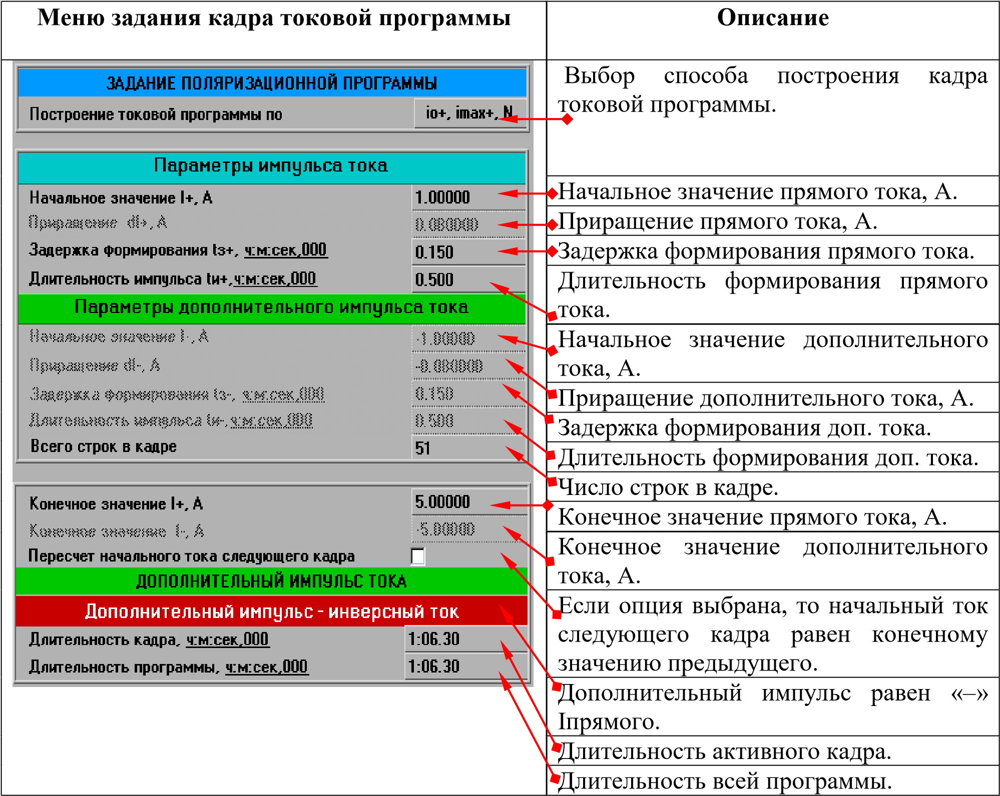 Меню задания кадра токовой программы
Описание
ЗАДАНИЕ ПОЛЯРИЗАЦИОННОЙ ПРОГРАММЫ
Построение токовой программы по
io+, imax+, N
Параметры импульса тока
Начальное значение I+, А
1.00000
Приращение dI+, А
0.080000
Задержка формирования tз+, ч:м:сек,000
0.150
Длительность импульса tи+,ч:м:сек,000
0.500
Параметры дополнительного импульса тока
Начальное значение I-, А
-1.00000
Приращение dI-, А
-0.080000
Задержка формирования tз-, ч:м:сек,000
0.150
Длительность импульса tи-,ч:м:сек,000
0.500
Всего строк в кадре
51
Конечное значение I+, А
5.00000
Конечное значение I-, А
-5.00000
Пересчет начального тока следующего кадра
ДОПОЛНИТЕЛЬНЫЙ ИМПУЛЬС ТОКА
Дополнительный импульс - инверсный ток
Длительность кадра, ч:м:сек,000
1:06.30
Длительность программы, ч:м:сек,000
1:06.30
Выбор способа построения кадра
токовой программы.
Начальное значение прямого тока, А.
Приращение прямого тока, А.
Задержка формирования прямого тока.
Длительность формирования прямого
тока.
Начальное значение дополнительного
тока, А.
Приращение дополнительного тока, А.
Задержка формирования доп. тока.
Длительность формирования доп. тока.
Число строк в кадре.
Конечное значение прямого тока, А.
Конечное значение дополнительного
тока, А.
Если опция выбрана, то начальный ток
следующего кадра равен конечному
значению предыдущего.
Дополнительный импульс равен «–»
Iпрямого.
Длительность активного кадра.
Длительность всей программы.